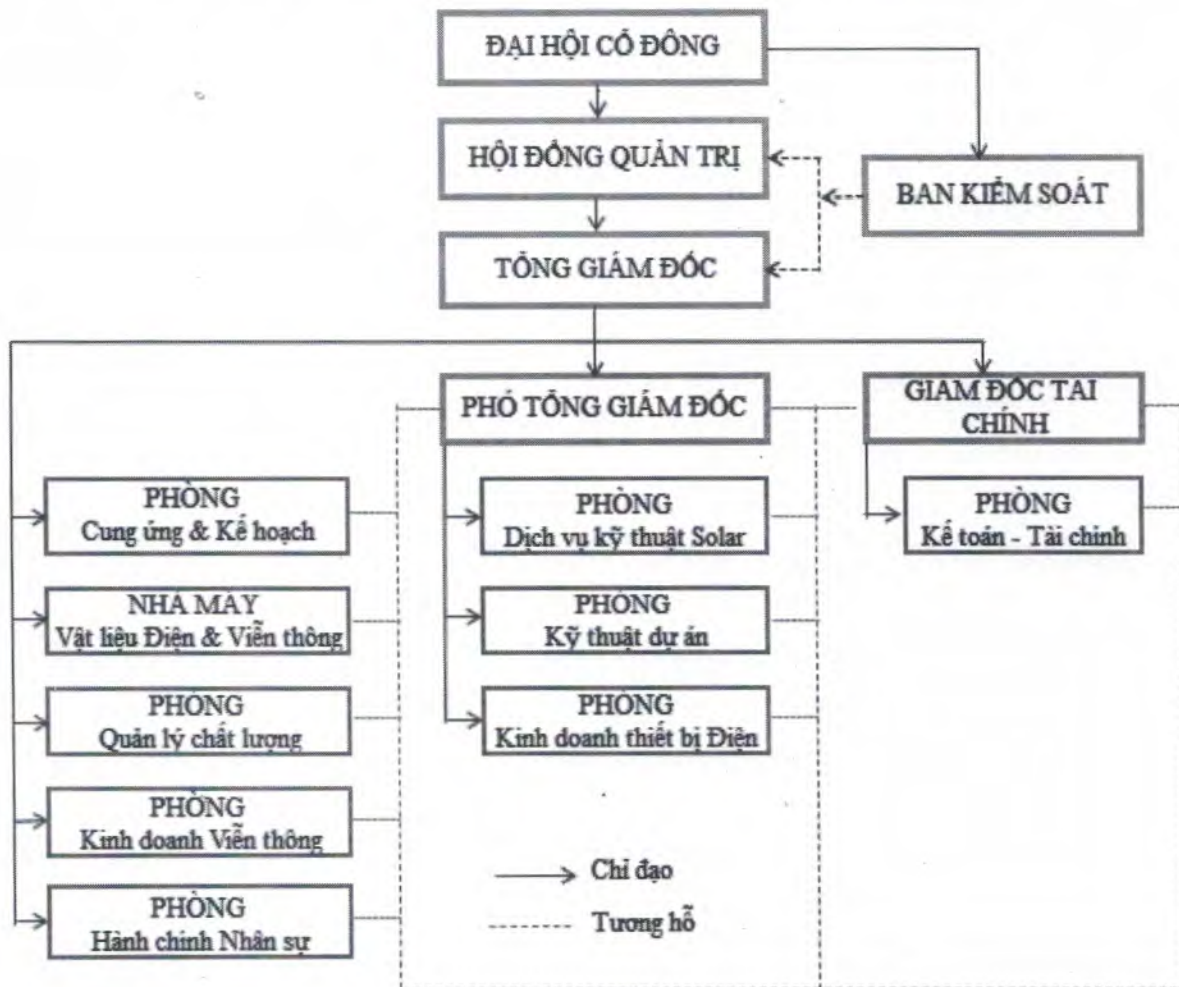 ĐẠI HỘI CỔ ĐÔNG
HỘI ĐỒNG QUẢN TRỊ
BAN KIỂM SOÁT
TỔNG GIÁM ĐỐC
PHÓ TỔNG GIÁM ĐỐC
GIAM ĐỐC TAI
CHÍNH
PHÒNG
Cung ứng & Kế hoạch
PHÒNG
Dịch vụ kỹ thuật Solar
PHÒNG
Kế toán - Tài chính
NHÀ MÁY
Vật liệu Điện & Viễn thông
PHÒNG
Kỹ thuật dự án
PHÒNG
Quản lý chất lượng
PHÒNG
Kinh doanh thiết bị Điện
PHÒNG
Kinh doanh Viễn thông
PHÒNG
Hành chính Nhân sự
Chỉ đạo
Tương hỗ